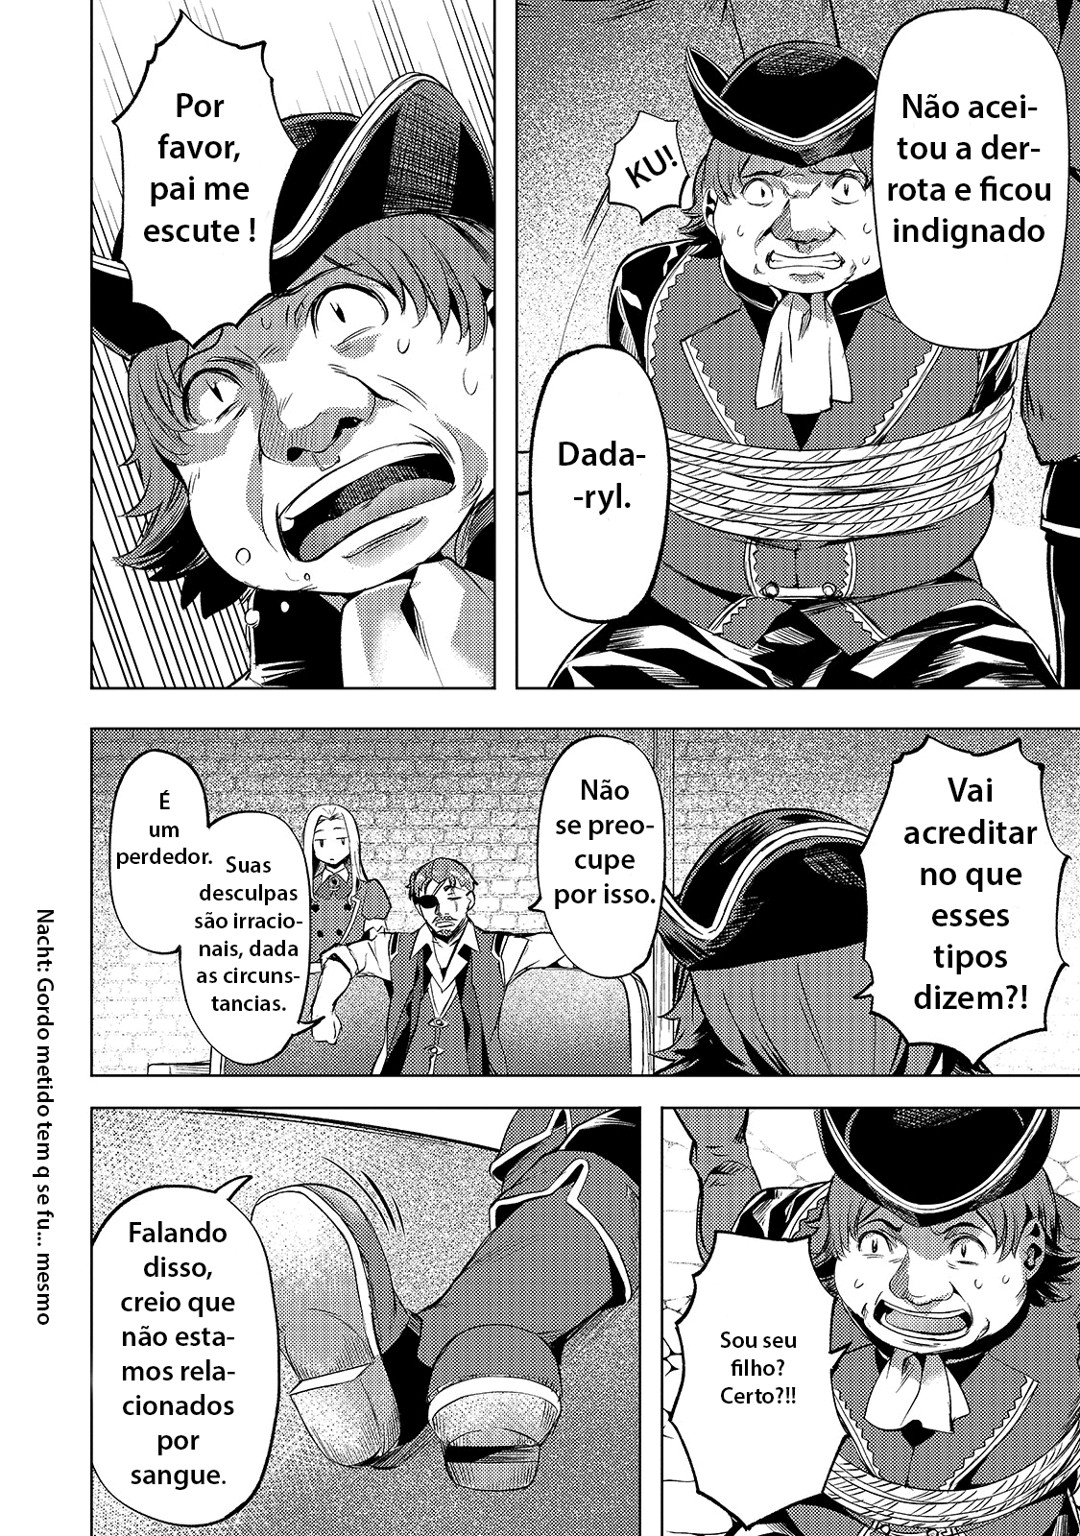 Não acei-
tou a der-
rota e ficou
indignado
KU!
Dada-
-ryl.
Por
favor,
pai me
escute !
Vai
acreditar
no que
esses
tipos
dizem?!
Não
se preo-
cupe
por isso.
Suas
desculpas
são irracio-
nais, dada
as circuns-
tancias.
É
um
perdedor.
Sou seu
filho?
Certo?!!
Falando
disso,
creio que
não esta-
mos rela-
cionados
por
sangue.
Nacht: Gordo metido tem q se fu... mesmo